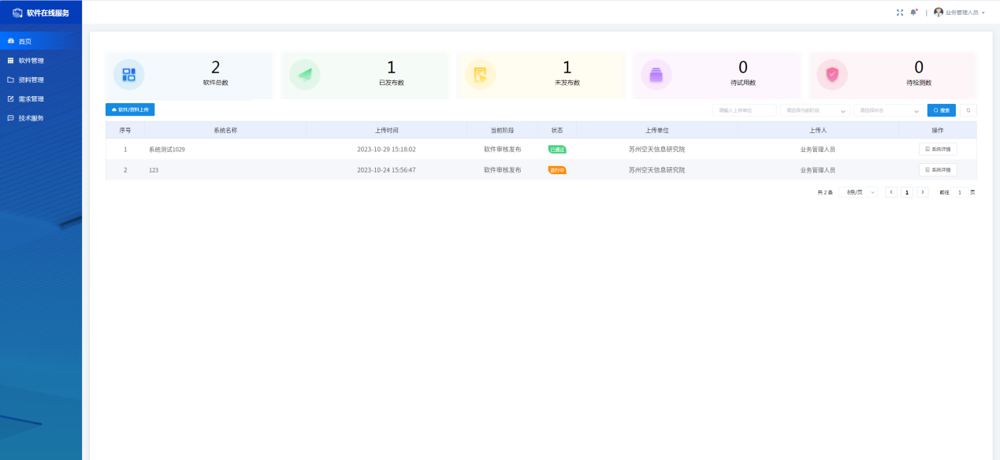 软件在线服务
业务管理人员
首页
软件管理
资料管理
需求管理
技术服务
2
软件总数
1
已发布数
1
未发布数
0
待试用数
0
待检测数
软件/资料上传
请输入上传单位
请选择当前阶段
请选择状态
搜索
序号 系统名称 上传时间 当前阶段 状态 上传单位 上传人 操作
1 系统测试1029 2023-10-29 15:18:02 软件审核发布 已通过 苏州空天信息研究院 业务管理人员 系统详情
2 123 2023-10-24 15:56:47 软件审核发布 进行中 苏州空天信息研究院 业务管理人员 系统详情
共 2 条 8条/页 1 前往 1 页